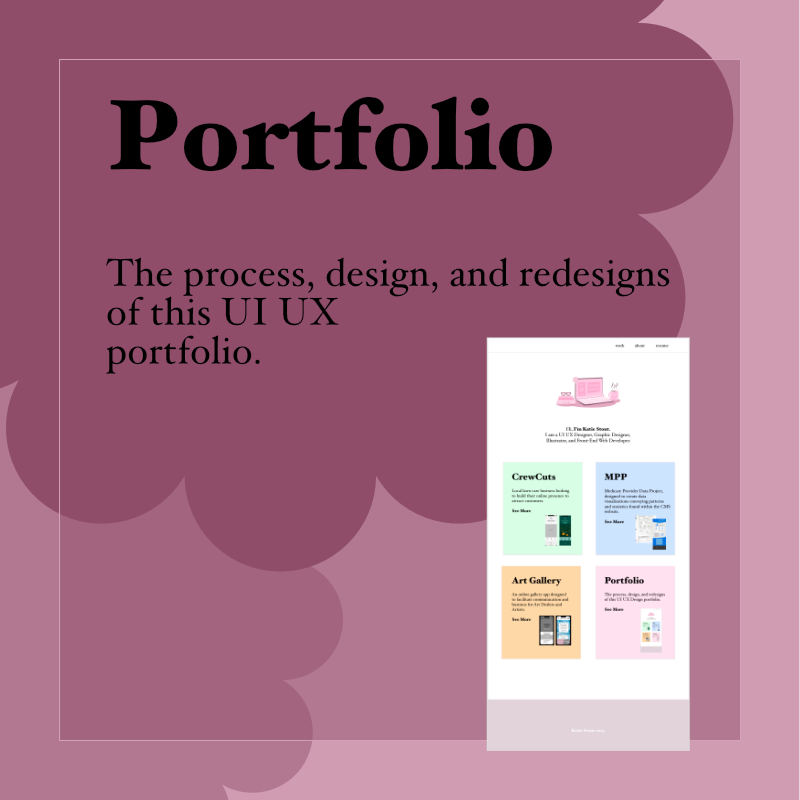 Portfolio
The process, design, and redesigns
of this UI UX
portfolio.
work about resume
Hi, I'm Katie Stout.
I am a UI UX Designer, Graphic Designer,
Illustrator, and Front-End Web Developer.
CrewCuts
Local lawn care business looking
to build their online presence to
attract customers.
See More
MPP
Medicare Provider Data Project,
designed to create data
visualizations conveying patterns
and statistics found within the CMS
website.
See More
Art Gallery
An online gallery app designed
to facilitate communication and
business for Art Dealers and
Artists.
See More
Portfolio
The process, design, and redesigns
of this UI UX Design portfolio.
See More